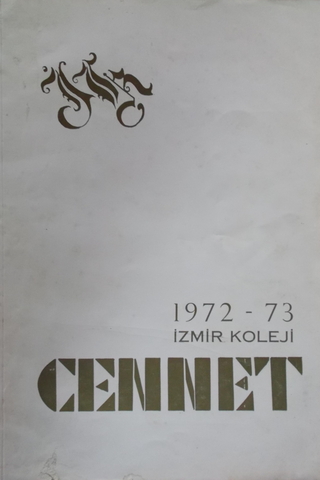 1972 - 73
İZMİR KOLEJİ
CENNET